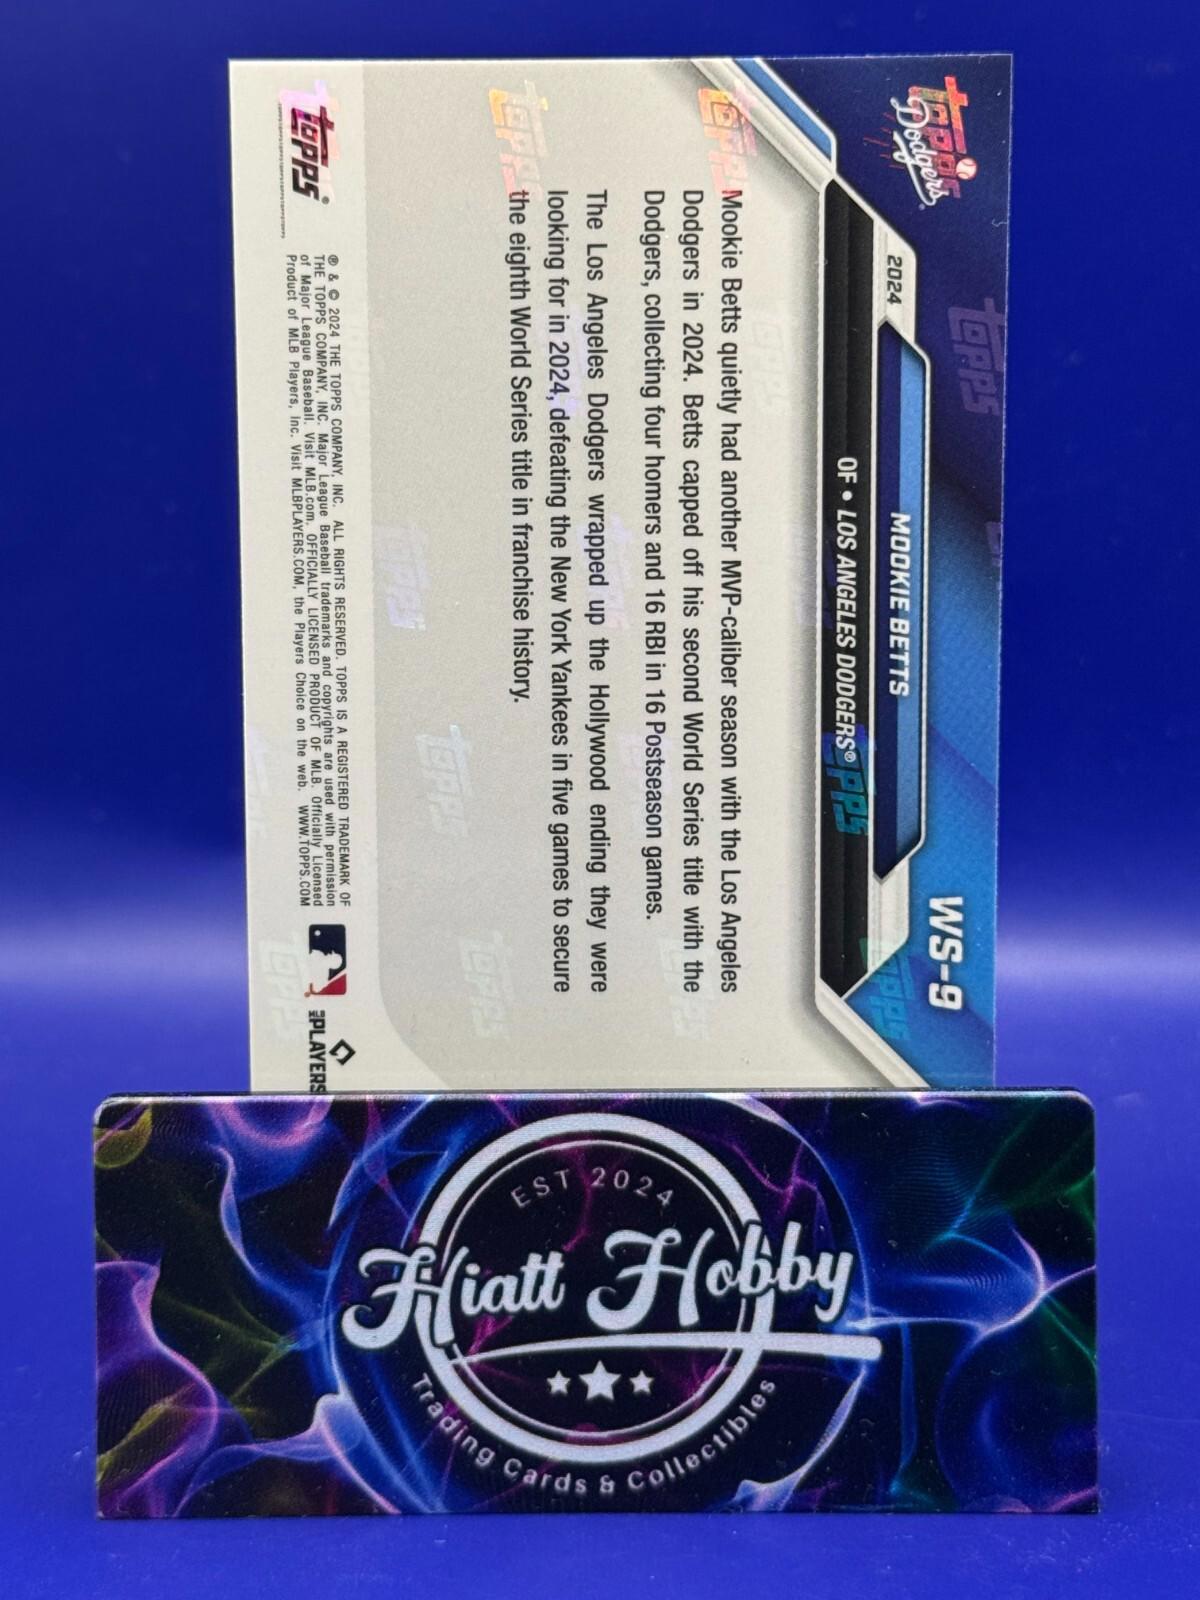 topps
Dodgers
2024
MOOKIE BETTS
WS-9
OF • LOS ANGELES DODGERS®
Mookie Betts quietly had another MVP-caliber season with the Los Angeles
Dodgers in 2024. Betts capped off his second World Series title with the
Dodgers, collecting four homers and 16 RBI in 16 Postseason games.
The Los Angeles Dodgers wrapped up the Hollywood ending they were
looking for in 2024, defeating the New York Yankees in five games to secure
the eighth World Series title in franchise history.
topps®
® & © 2024 THE TOPPS COMPANY, INC. ALL RIGHTS RESERVED. TOPPS IS A REGISTERED TRADEMARK OF
THE TOPPS COMPANY, INC. Major League Baseball trademarks and copyrights are used with permission
of Major League Baseball. Visit MLB.com. OFFICIALLY LICENSED PRODUCT OF MLB. Officially Licensed
Product of MLB Players, Inc. Visit MLBPLAYERS.COM, the Players Choice on the web. WWW.TOPPS.COM
MLB PLAYERS
EST 2024
Hiatt Hobby
Trading Cards & Collectibles